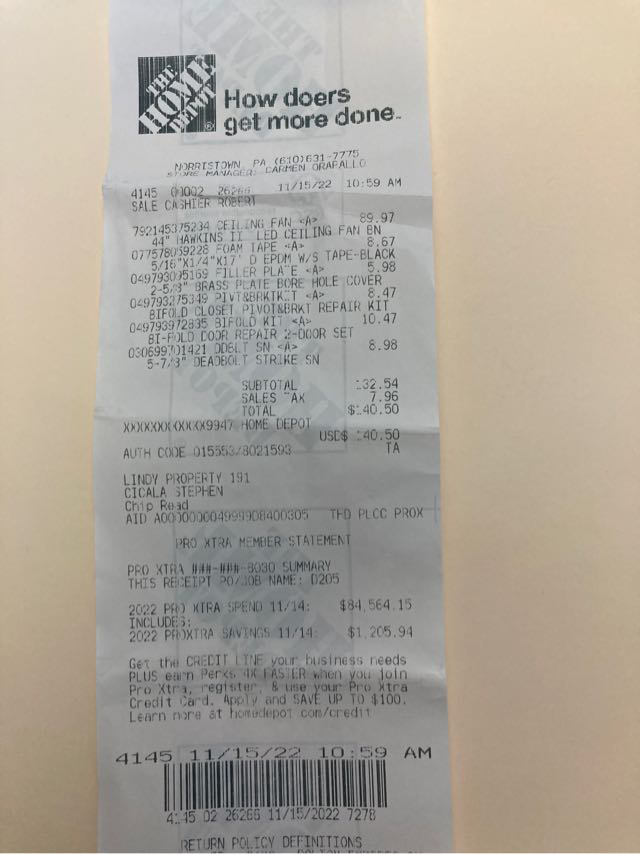 THE
HOME
DEPOT
How doers
get more done.
NORRISTOWN, PA (610)631-7775
STORE MANAGER: CARMEN ORAFALLO
4145 00002 26266 11/15/22 10:59 AM
SALE CASHIER ROBERT
792145375234 CEILING FAN <A> 89.97
44" HAWKINS II LED CEILING FAN BN
077578059228 FOAM TAPE <A> 8.67
5/16"X1/4"X17' D EPDM W/S TAPE-BLACK
049793095169 FILLER PLATE <A> 5.98
2-5/8" BRASS PLATE BORE HOLE COVER
049793275349 PIVT&BRKTKIT <A> 8.47
BIFOLD CLOSET PIVOT&BRKT REPAIR KIT
049793972835 BIFOLD KIT <A> 10.47
BI-FOLD DOOR REPAIR 2-DOOR SET
030699701421 DDBLT SN <A> 8.98
5-7/8" DEADBOLT STRIKE SN
SUBTOTAL 132.54
SALES TAX 7.96
TOTAL $140.50
XXXXXXXXXXXX9947 HOME DEPOT
USD$ 140.50
AUTH CODE 015553/8021593 TA
LINDY PROPERTY 191
CICALA STEPHEN
Chip Read
AID A0000000049999D8400305 THD PLCC PROX
PRO XTRA MEMBER STATEMENT
PRO XTRA ###-###-8030 SUMMARY
THIS RECEIPT PO/JOB NAME: D205
2022 PRO XTRA SPEND 11/14: $84,564.15
INCLUDES:
2022 PROXTRA SAVINGS 11/14: $1,205.94
Get the CREDIT LINE your business needs
PLUS earn Perks 4X FASTER when you join
Pro Xtra, register, & use your Pro Xtra
Credit Card. Apply and SAVE UP TO $100.
Learn more at homedepot com/credit
4145 11/15/22 10:59 AM
4145 02 26266 11/15/2022 7278
RETURN POLICY DEFINITIONS